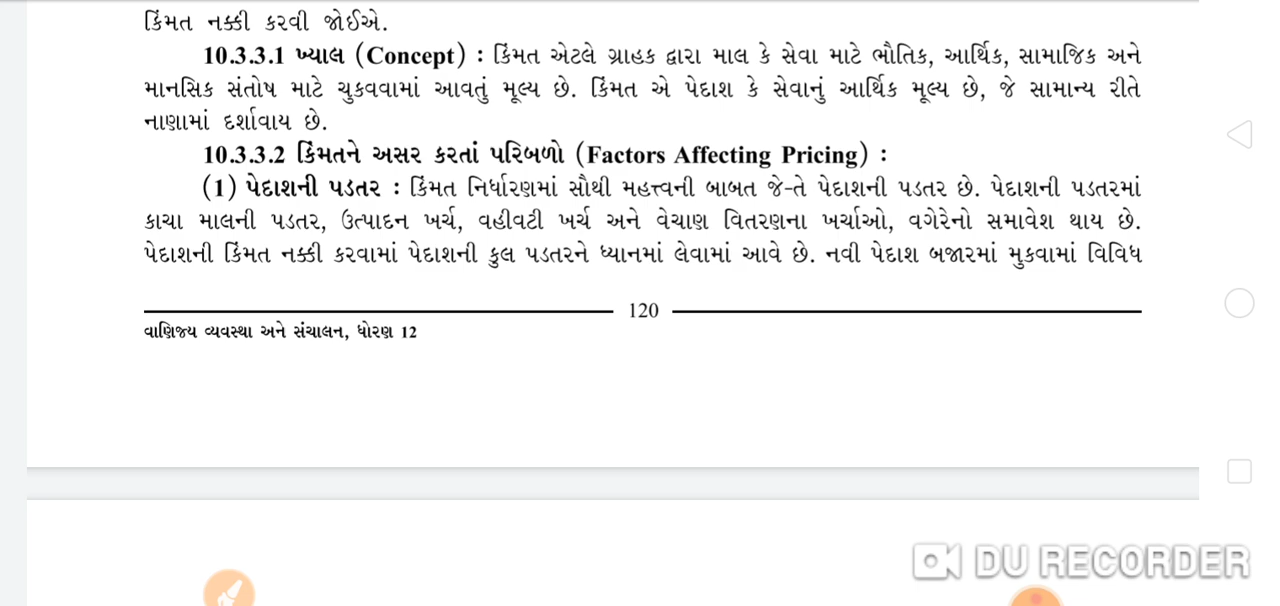 કિંમત નક્કી કરવી જોઈએ.
10.3.3.1 ખ્યાલ (Concept) : કિંમત એટલે ગ્રાહક દ્વારા માલ કે સેવા માટે ભૌતિક, આર્થિક, સામાજિક અને
માનસિક સંતોષ માટે ચુકવવામાં આવતું મૂલ્ય છે. કિંમત એ પેદાશ કે સેવાનું આર્થિક મૂલ્ય છે, જે સામાન્ય રીતે
નાણામાં દર્શાવાય છે.
10.3.3.2 કિંમતને અસર કરતાં પરિબળો (Factors Affecting Pricing) :
(1) પેદાશની પડતર : કિંમત નિર્ધારણમાં સૌથી મહત્ત્વની બાબત જે-તે પેદાશની પડતર છે. પેદાશની પડતરમાં
કાચા માલની પડતર, ઉત્પાદન ખર્ચ, વહીવટી ખર્ચ અને વેચાણ વિતરણના ખર્ચાઓ, વગેરેનો સમાવેશ થાય છે.
પેદાશની કિંમત નક્કી કરવામાં પેદાશની કુલ પડતરને ધ્યાનમાં લેવામાં આવે છે. નવી પેદાશ બજારમાં મુકવામાં વિવિધ
120
વાણિજ્ય વ્યવસ્થા અને સંચાલન, ધોરણ 12
DU RECORDER